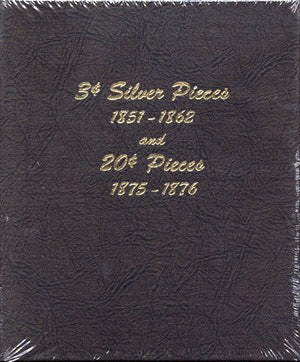 3¢ Silver Pieces
1851-1862
and
20¢ Pieces
1875-1876